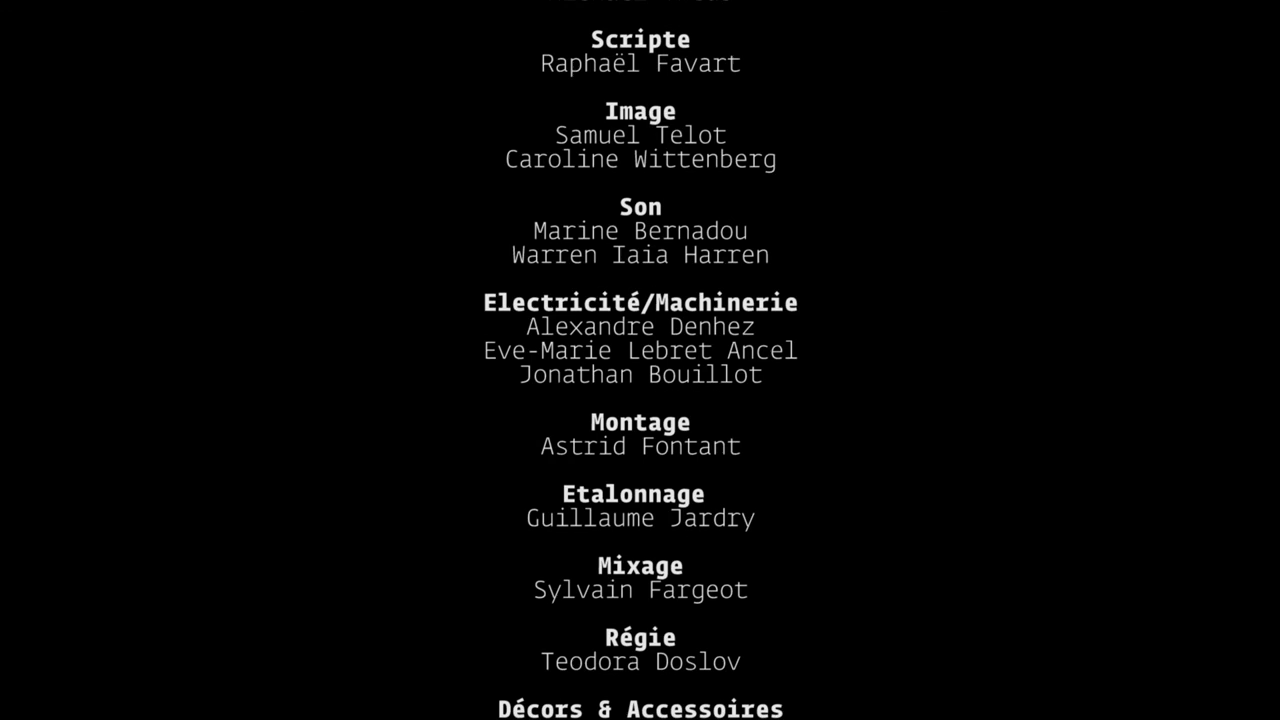 Scripte
Raphaël Favart
Image
Samuel Telot
Caroline Wittenberg
Son
Marine Bernadou
Warren Iaia Harren
Electricité/Machinerie
Alexandre Denhez
Eve-Marie Lebret Ancel
Jonathan Bouillot
Montage
Astrid Fontant
Etalonnage
Guillaume Jardry
Mixage
Sylvain Fargeot
Régie
Teodora Doslov
Décors & Accessoires